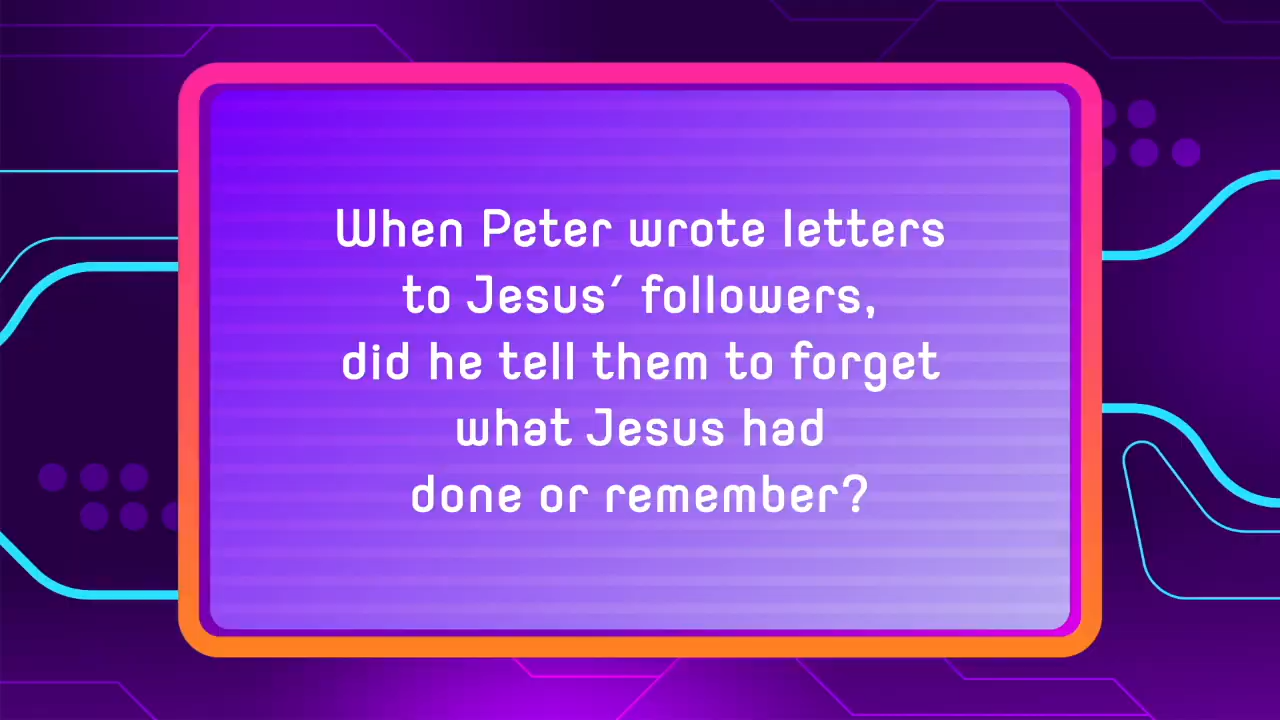 When Peter wrote letters
to Jesus' followers,
did he tell them to forget
what Jesus had
done or remember?